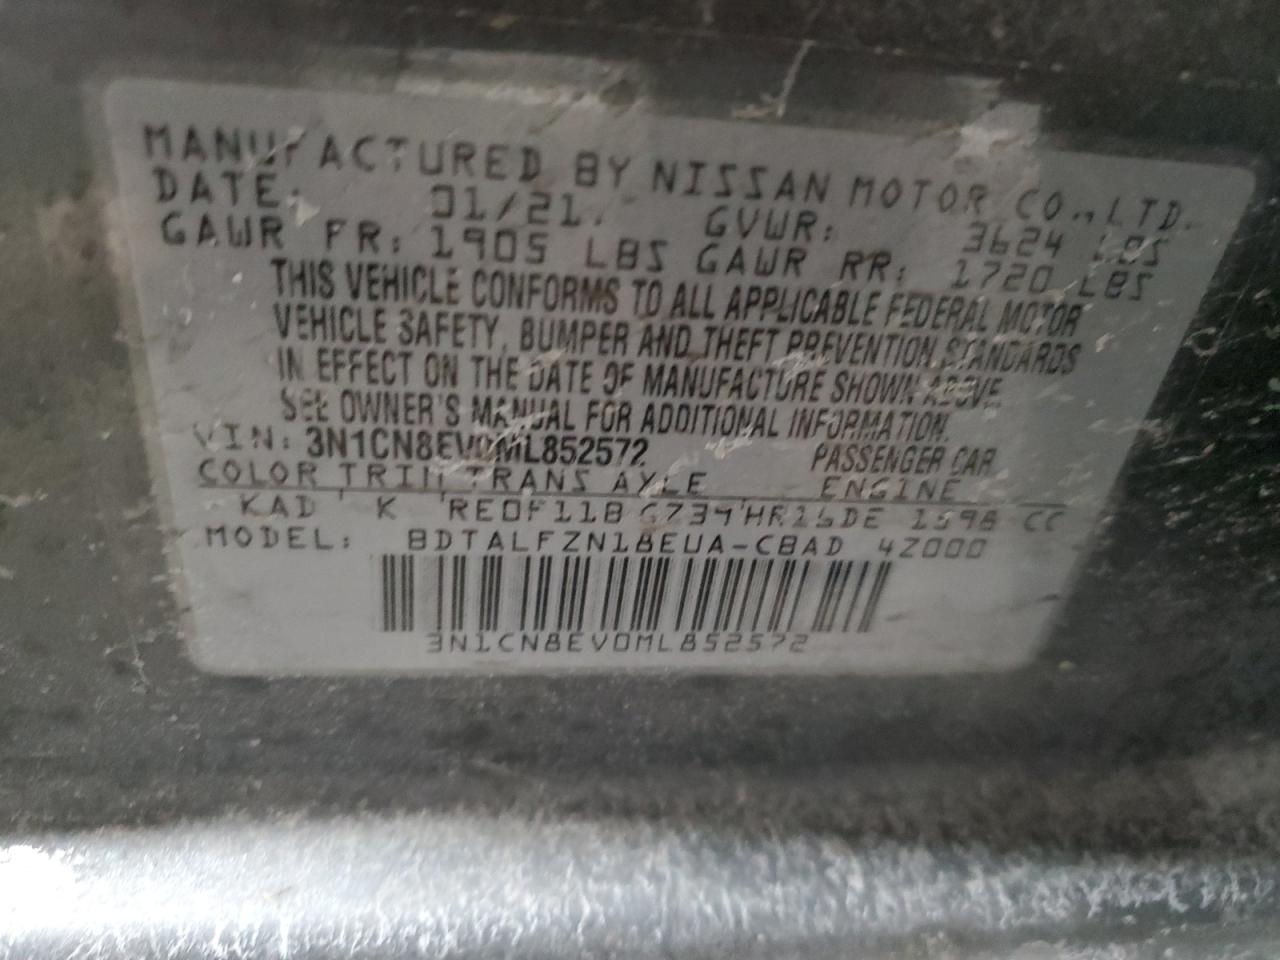 MANUFACTURED BY NISSAN MOTOR CO., LTD.
DATE: 01/21. GVWR: 3624 LBS
GAWR FR: 1905 LBS GAWR RR: 1720 LBS
THIS VEHICLE CONFORMS TO ALL APPLICABLE FEDERAL MOTOR
VEHICLE SAFETY, BUMPER AND THEFT PREVENTION STANDARDS
IN EFFECT ON THE DATE OF MANUFACTURE SHOWN ABOVE.
SEE OWNER'S MANUAL FOR ADDITIONAL INFORMATION.
VIN: 3N1CN8EV0ML852572 PASSENGER CAR
COLOR TRIM TRANS AXLE ENGINE
KAD K RE0F11B HR16DE 1598 CC
MODEL: BDTALFZN18EUA-CBAD 4Z000
3N1CN8EV0ML852572